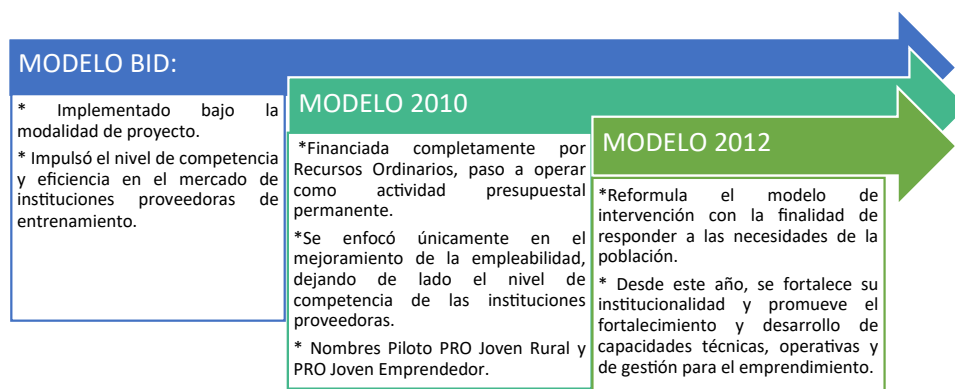 MODELO BID:
* Implementado bajo la
modalidad de proyecto.
* Impulsó el nivel de competencia
y eficiencia en el mercado de
instituciones proveedoras de
entrenamiento.
MODELO 2010
*Financiada completamente por
Recursos Ordinarios, paso a operar
como actividad presupuestal
permanente.
*Se enfocó únicamente en el
mejoramiento de la empleabilidad,
dejando de lado el nivel de
competencia de las instituciones
proveedoras.
* Nombres Piloto PRO Joven Rural y
PRO Joven Emprendedor.
MODELO 2012
*Reformula el modelo de
intervención con la finalidad de
responder a las necesidades de la
población.
* Desde este año, se fortalece su
institucionalidad y promueve el
fortalecimiento y desarrollo de
capacidades técnicas, operativas y
de gestión para el emprendimiento.